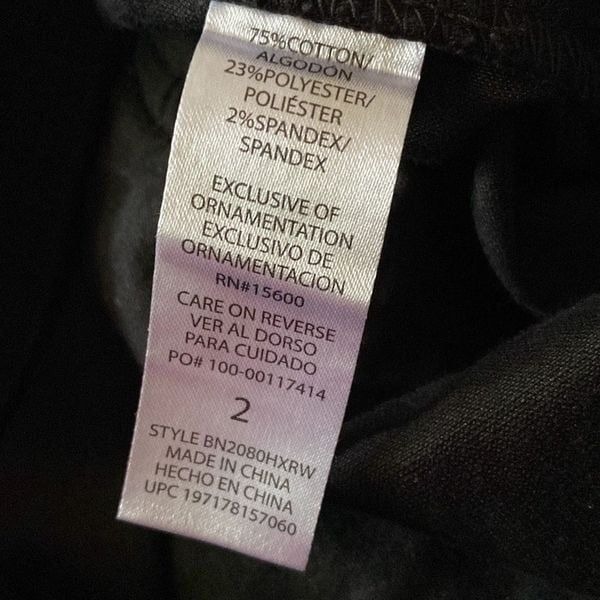 75%COTTON/
ALGODÓN
23%POLYESTER/
POLIÉSTER
2%SPANDEX/
SPANDEX
EXCLUSIVE OF
ORNAMENTATION
EXCLUSIVO DE
ORNAMENTACION
RN#15600
CARE ON REVERSE
VER AL DORSO
PARA CUIDADO
PO# 100-00117414
2
STYLE BN2080HXRW
MADE IN CHINA
HECHO EN CHINA
UPC 197178157060